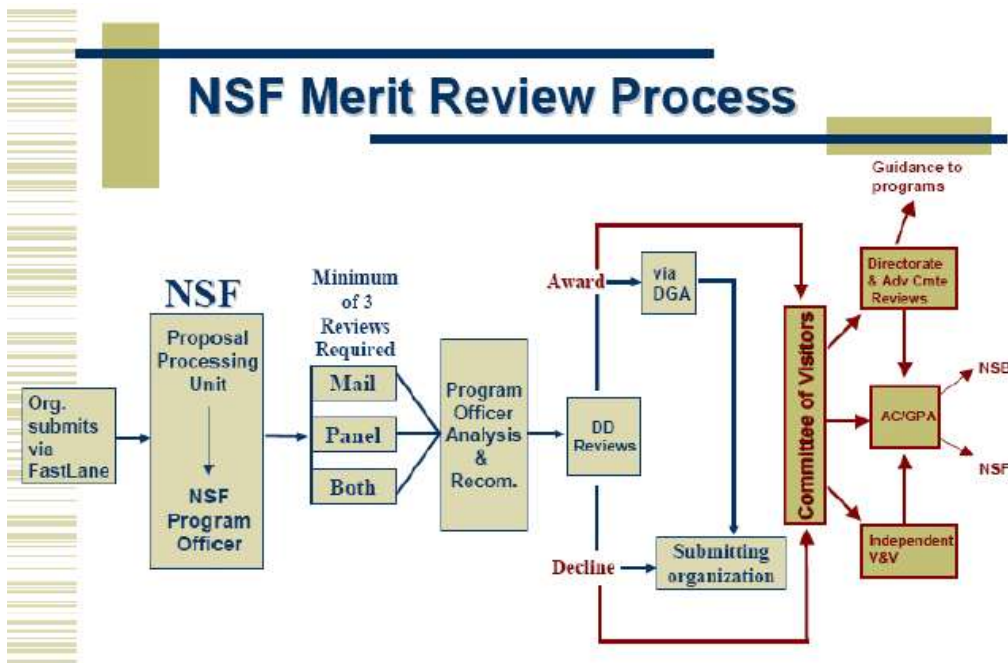 NSF Merit Review Process
Org.
submits
via
FastLane
NSF
Proposal
Processing
Unit
NSF
Program
Officer
Minimum
of 3
Reviews
Required
Mail
Panel
Both
Program
Officer
Analysis
&
Recom.
DD
Reviews
Award
via
DGA
Decline
Submitting
organization
Committee of Visitors
Guidance to
programs
Directorate
& Adv Cmte
Reviews
AC/GPA
NSB
NSF
Independent
V&V